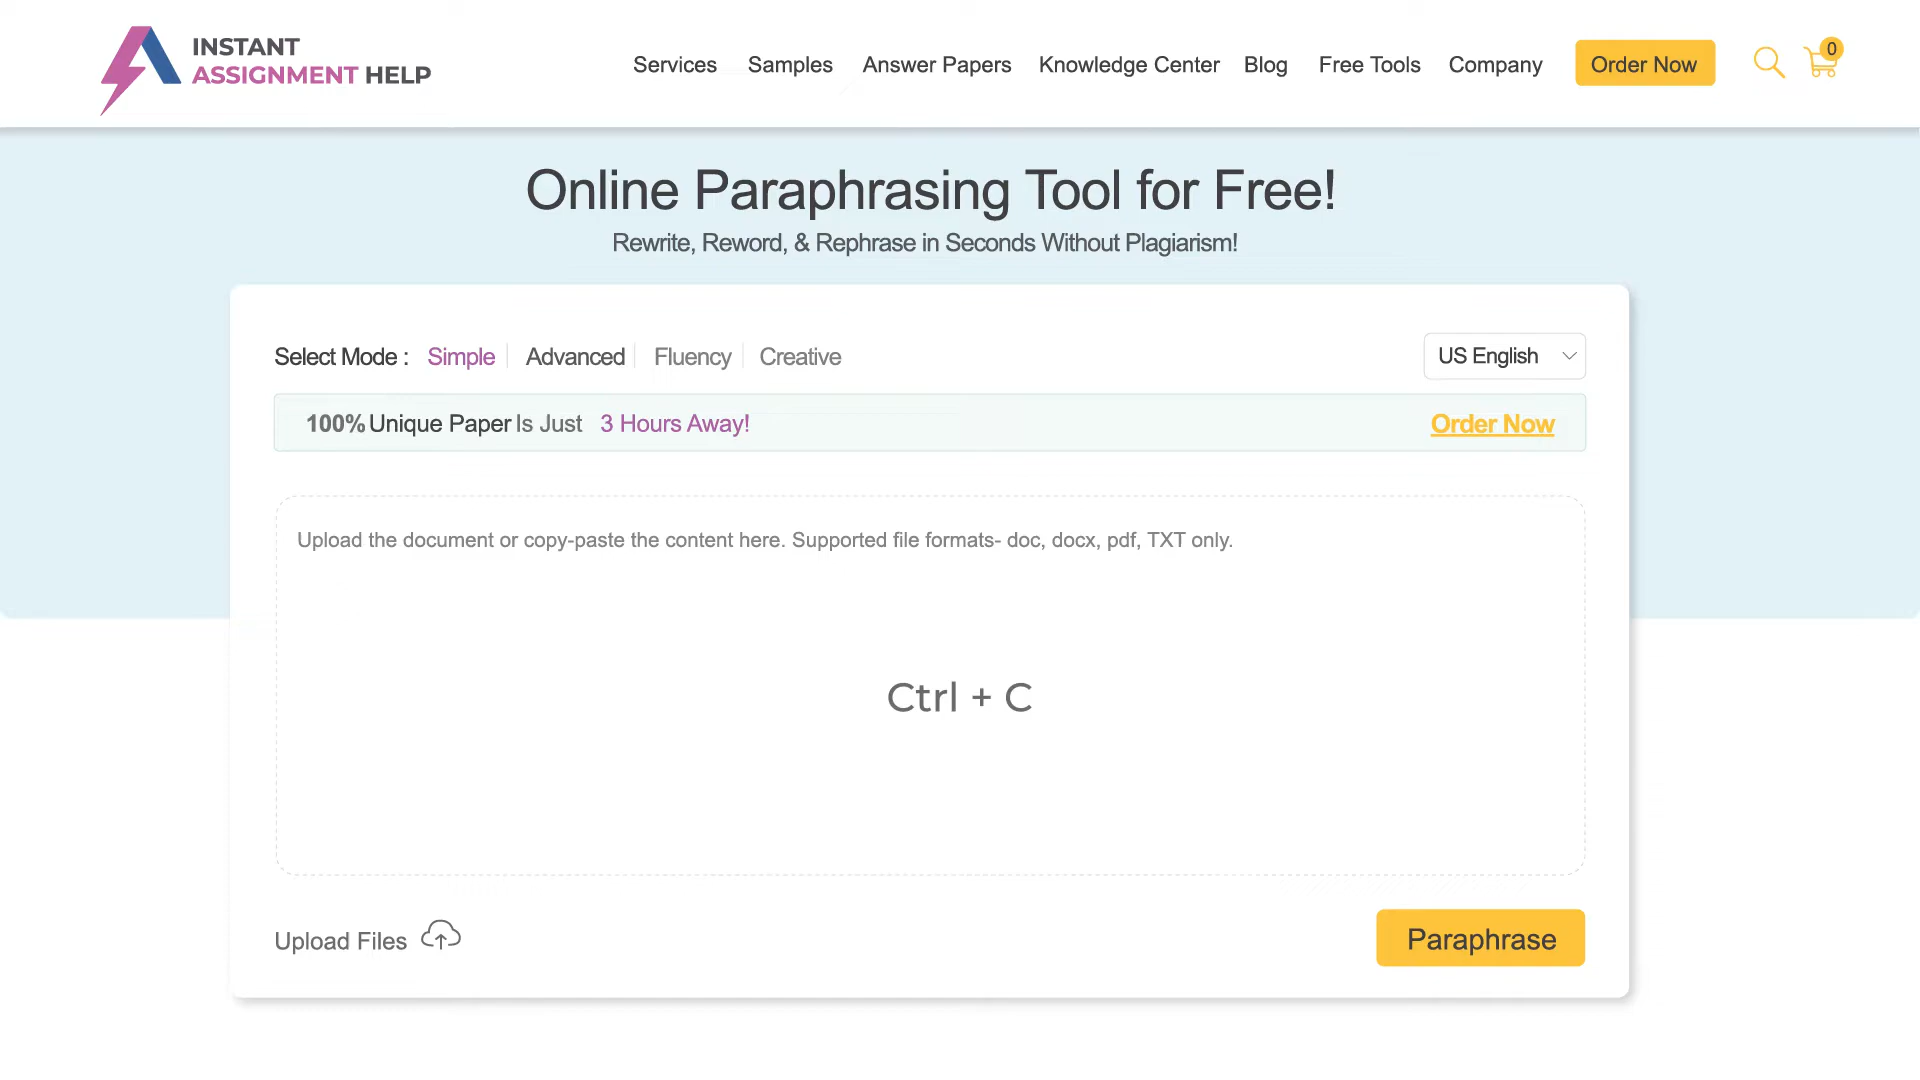 INSTANT
ASSIGNMENT HELP
Services Samples Answer Papers Knowledge Center Blog Free Tools Company Order Now 0
Online Paraphrasing Tool for Free!
Rewrite, Reword, & Rephrase in Seconds Without Plagiarism!
Select Mode : Simple Advanced Fluency Creative US English
100% Unique Paper Is Just 3 Hours Away! Order Now
Upload the document or copy-paste the content here. Supported file formats- doc, docx, pdf, TXT only.
Ctrl + C
Upload Files Paraphrase